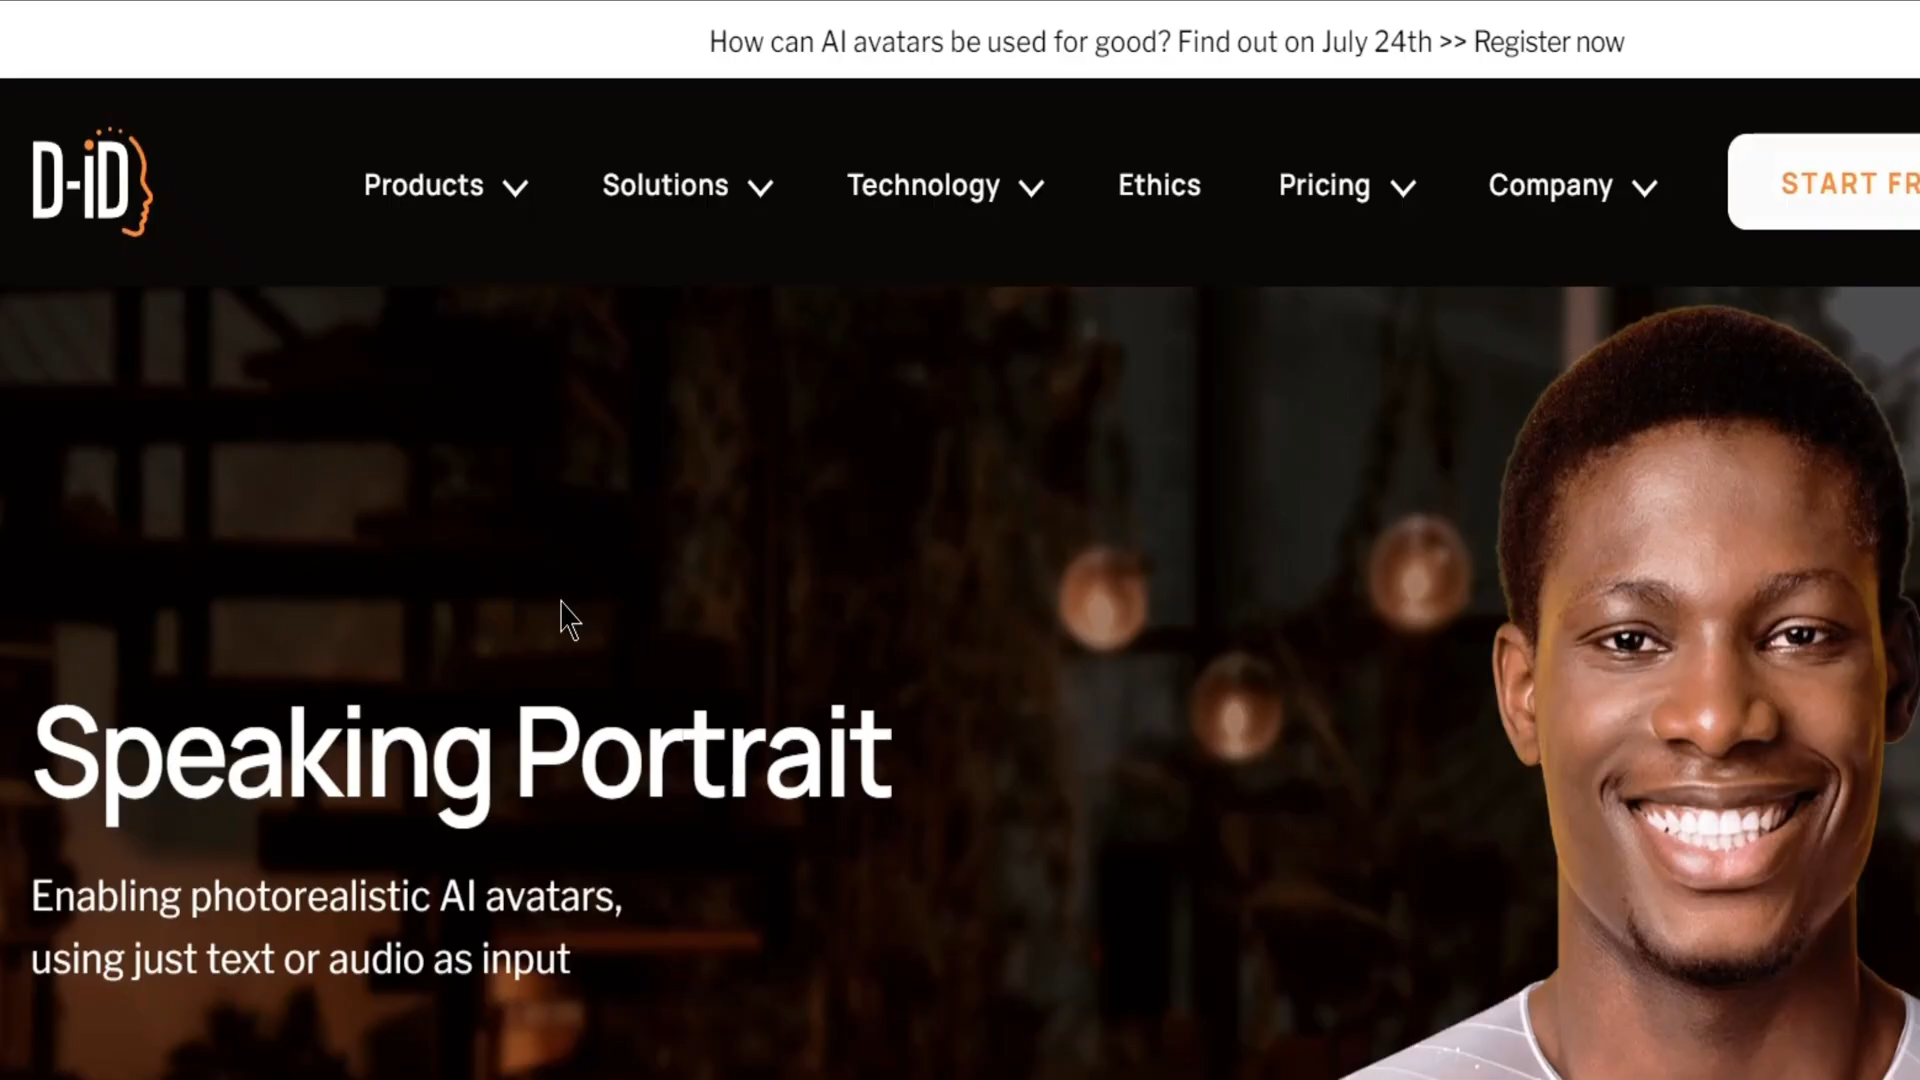 How can AI avatars be used for good? Find out on July 24th >> Register now
D-iD
Products
Solutions
Technology
Ethics
Pricing
Company
START FR
Speaking Portrait
Enabling photorealistic AI avatars,
using just text or audio as input